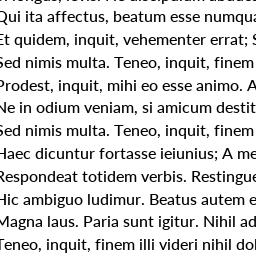 Qui ita affectus, beatum esse numqua
Et quidem, inquit, vehementer errat; S
Sed nimis multa. Teneo, inquit, finem
Prodest, inquit, mihi eo esse animo. A
Ne in odium veniam, si amicum destit
Sed nimis multa. Teneo, inquit, finem
Haec dicuntur fortasse ieiunius; A me
Respondeat totidem verbis. Restingue
Hic ambiguo ludimur. Beatus autem e
Magna laus. Paria sunt igitur. Nihil ad
Teneo, inquit, finem illi videri nihil dol